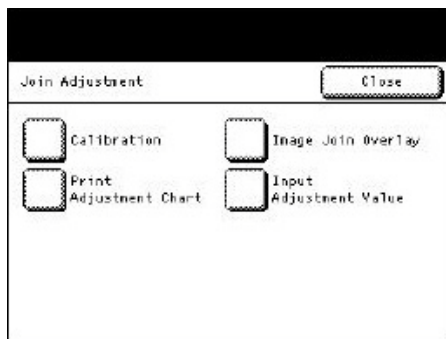 Join Adjustment
Close
Calibration
Image Join Overlay
Print
Adjustment Chart
Input
Adjustment Value